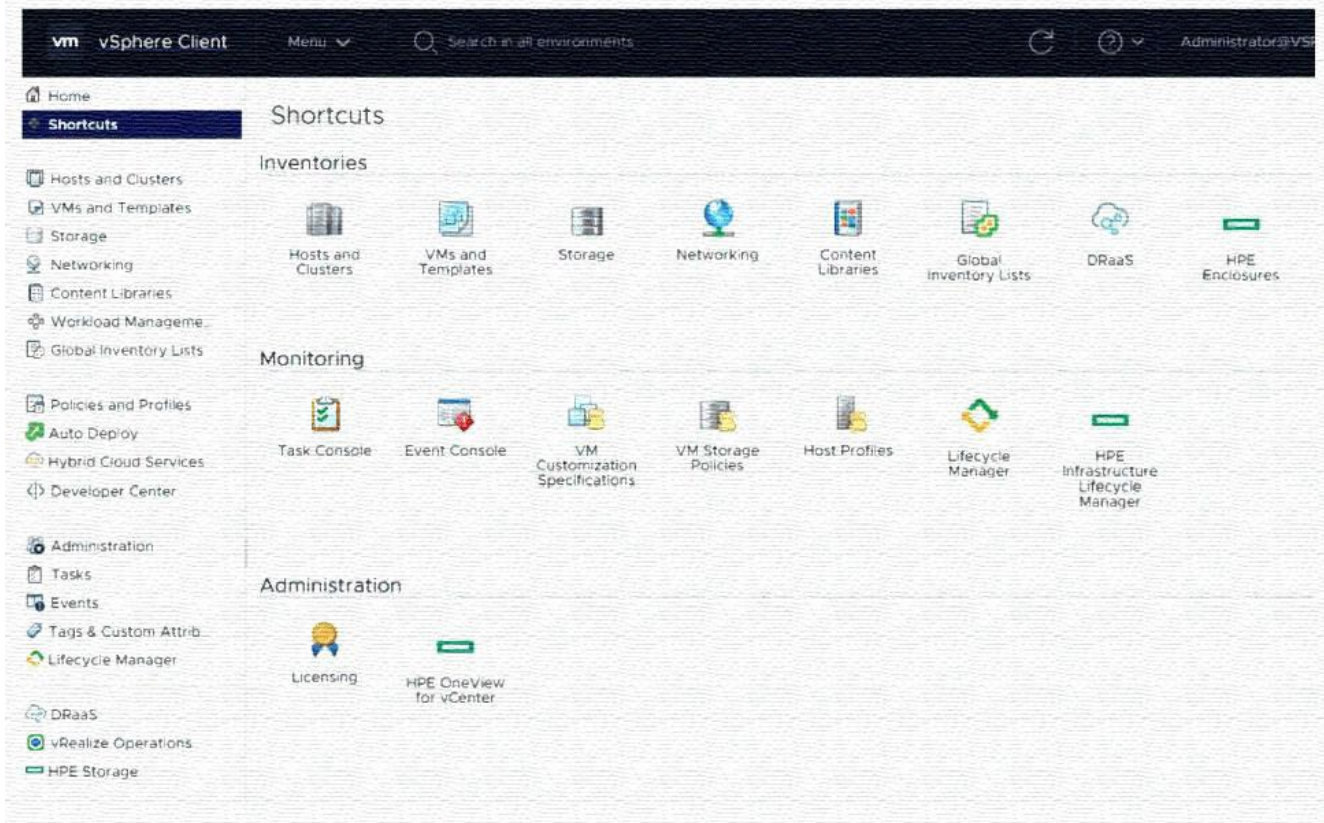 vm vSphere Client Menu Search in all environments Administrator@VSP
Home
Shortcuts
Hosts and Clusters
VMs and Templates
Storage
Networking
Content Libraries
Workload Manageme...
Global Inventory Lists
Policies and Profiles
Auto Deploy
Hybrid Cloud Services
Developer Center
Administration
Tasks
Events
Tags & Custom Attrib...
Lifecycle Manager
DRaaS
vRealize Operations
HPE Storage
Shortcuts
Inventories
Hosts and
Clusters
VMs and
Templates
Storage
Networking
Content
Libraries
Global
Inventory Lists
DRaaS
HPE
Enclosures
Monitoring
Task Console
Event Console
VM
Customization
Specifications
VM Storage
Policies
Host Profiles
Lifecycle
Manager
HPE
Infrastructure
Lifecycle
Manager
Administration
Licensing
HPE OneView
for vCenter